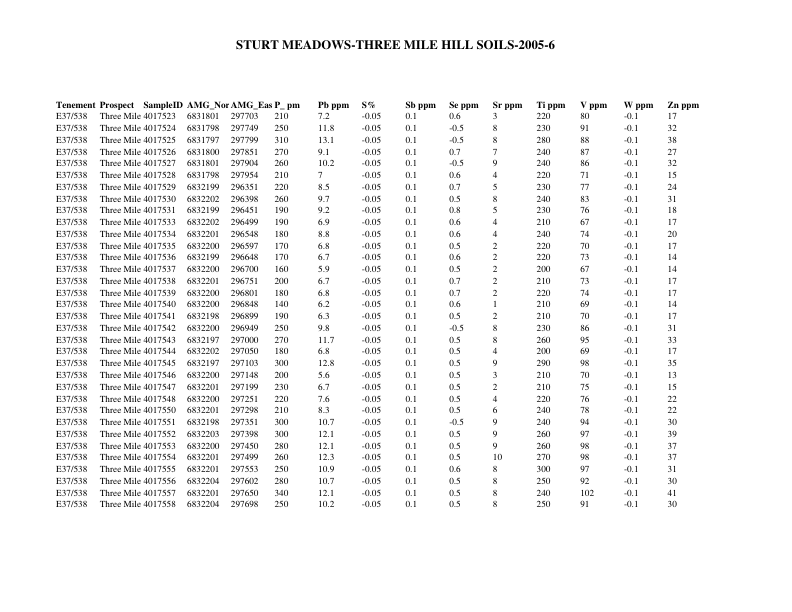 STURT MEADOWS-THREE MILE HILL SOILS-2005-6
Tenement Prospect SampleID AMG_Nor AMG_Eas P_ pm Pb ppm S% Sb ppm Se ppm Sr ppm Ti ppm V ppm W ppm Zn ppm
E37/538 Three Mile 4017523 6831801 297703 210 7.2 -0.05 0.1 0.6 3 220 80 -0.1 17
E37/538 Three Mile 4017524 6831798 297749 250 11.8 -0.05 0.1 -0.5 8 230 91 -0.1 32
E37/538 Three Mile 4017525 6831797 297799 310 13.1 -0.05 0.1 -0.5 8 280 88 -0.1 38
E37/538 Three Mile 4017526 6831800 297851 270 9.1 -0.05 0.1 0.7 7 240 87 -0.1 27
E37/538 Three Mile 4017527 6831801 297904 260 10.2 -0.05 0.1 -0.5 9 240 86 -0.1 32
E37/538 Three Mile 4017528 6831798 297954 210 7 -0.05 0.1 0.6 4 220 71 -0.1 15
E37/538 Three Mile 4017529 6832199 296351 220 8.5 -0.05 0.1 0.7 5 230 77 -0.1 24
E37/538 Three Mile 4017530 6832202 296398 260 9.7 -0.05 0.1 0.5 8 240 83 -0.1 31
E37/538 Three Mile 4017531 6832199 296451 190 9.2 -0.05 0.1 0.8 5 230 76 -0.1 18
E37/538 Three Mile 4017533 6832202 296499 190 6.9 -0.05 0.1 0.6 4 210 67 -0.1 17
E37/538 Three Mile 4017534 6832201 296548 180 8.8 -0.05 0.1 0.6 4 240 74 -0.1 20
E37/538 Three Mile 4017535 6832200 296597 170 6.8 -0.05 0.1 0.5 2 220 70 -0.1 17
E37/538 Three Mile 4017536 6832199 296648 170 6.7 -0.05 0.1 0.6 2 220 73 -0.1 14
E37/538 Three Mile 4017537 6832200 296700 160 5.9 -0.05 0.1 0.5 2 200 67 -0.1 14
E37/538 Three Mile 4017538 6832201 296751 200 6.7 -0.05 0.1 0.7 2 210 73 -0.1 17
E37/538 Three Mile 4017539 6832200 296801 180 6.8 -0.05 0.1 0.7 2 220 74 -0.1 17
E37/538 Three Mile 4017540 6832200 296848 140 6.2 -0.05 0.1 0.6 1 210 69 -0.1 14
E37/538 Three Mile 4017541 6832198 296899 190 6.3 -0.05 0.1 0.5 2 210 70 -0.1 17
E37/538 Three Mile 4017542 6832200 296949 250 9.8 -0.05 0.1 -0.5 8 230 86 -0.1 31
E37/538 Three Mile 4017543 6832197 297000 270 11.7 -0.05 0.1 0.5 8 260 95 -0.1 33
E37/538 Three Mile 4017544 6832202 297050 180 6.8 -0.05 0.1 0.5 4 200 69 -0.1 17
E37/538 Three Mile 4017545 6832197 297103 300 12.8 -0.05 0.1 0.5 9 290 98 -0.1 35
E37/538 Three Mile 4017546 6832200 297148 200 5.6 -0.05 0.1 0.5 3 210 70 -0.1 13
E37/538 Three Mile 4017547 6832201 297199 230 6.7 -0.05 0.1 0.5 2 210 75 -0.1 15
E37/538 Three Mile 4017548 6832200 297251 220 7.6 -0.05 0.1 0.5 4 220 76 -0.1 22
E37/538 Three Mile 4017550 6832201 297298 210 8.3 -0.05 0.1 0.5 6 240 78 -0.1 22
E37/538 Three Mile 4017551 6832198 297351 300 10.7 -0.05 0.1 -0.5 9 240 94 -0.1 30
E37/538 Three Mile 4017552 6832203 297398 300 12.1 -0.05 0.1 0.5 9 260 97 -0.1 39
E37/538 Three Mile 4017553 6832200 297450 280 12.1 -0.05 0.1 0.5 9 260 98 -0.1 37
E37/538 Three Mile 4017554 6832201 297499 260 12.3 -0.05 0.1 0.5 10 270 98 -0.1 37
E37/538 Three Mile 4017555 6832201 297553 250 10.9 -0.05 0.1 0.6 8 300 97 -0.1 31
E37/538 Three Mile 4017556 6832204 297602 280 10.7 -0.05 0.1 0.5 8 250 92 -0.1 30
E37/538 Three Mile 4017557 6832201 297650 340 12.1 -0.05 0.1 0.5 8 240 102 -0.1 41
E37/538 Three Mile 4017558 6832204 297698 250 10.2 -0.05 0.1 0.5 8 250 91 -0.1 30